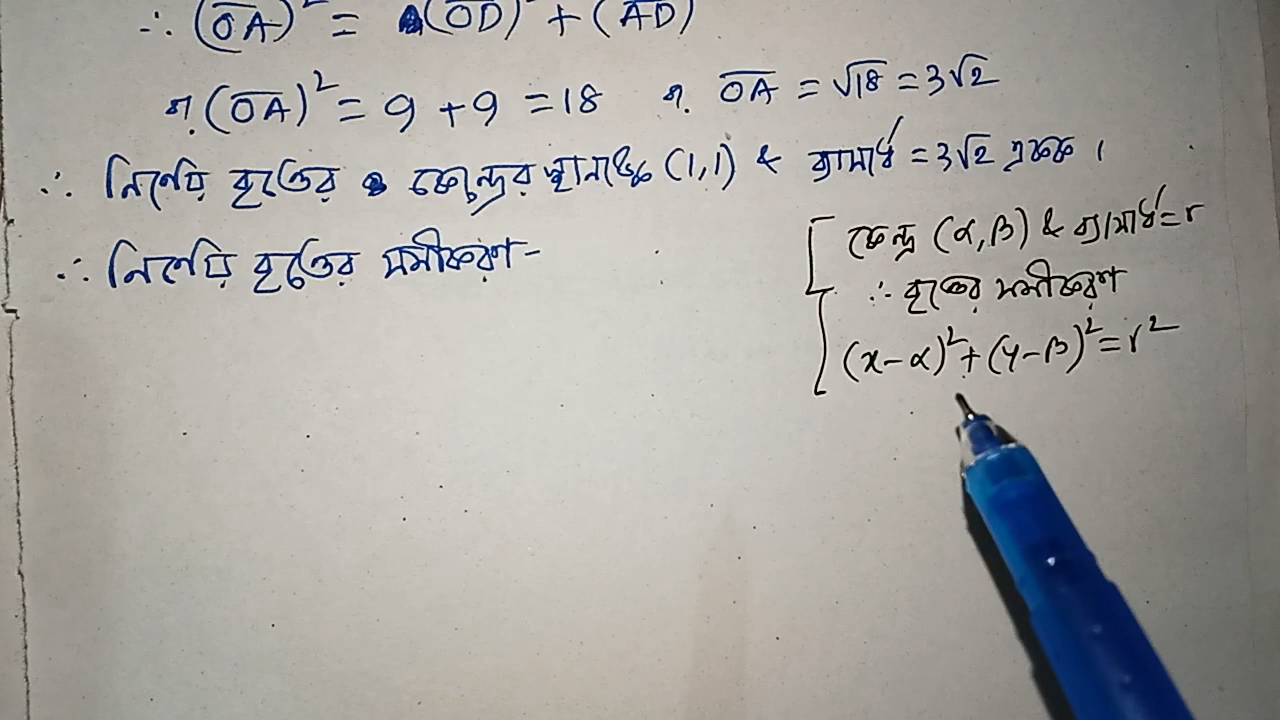 ∴ (OA)² = (OD)² + (AD)
বা, (OA)² = 9 + 9 = 18 বা, OA = √18 = 3√2
∴ নির্ণেয় বৃত্তের কেন্দ্রের স্থানাঙ্ক (1,1) & ব্যাসার্ধ = 3√2 একক।
∴ নির্ণেয় বৃত্তের সমীকরণ -
কেন্দ্র (α, β) & ব্যাসার্ধ = r
∴ বৃত্তের সমীকরণ
(x-α)² + (y-β)² = r²